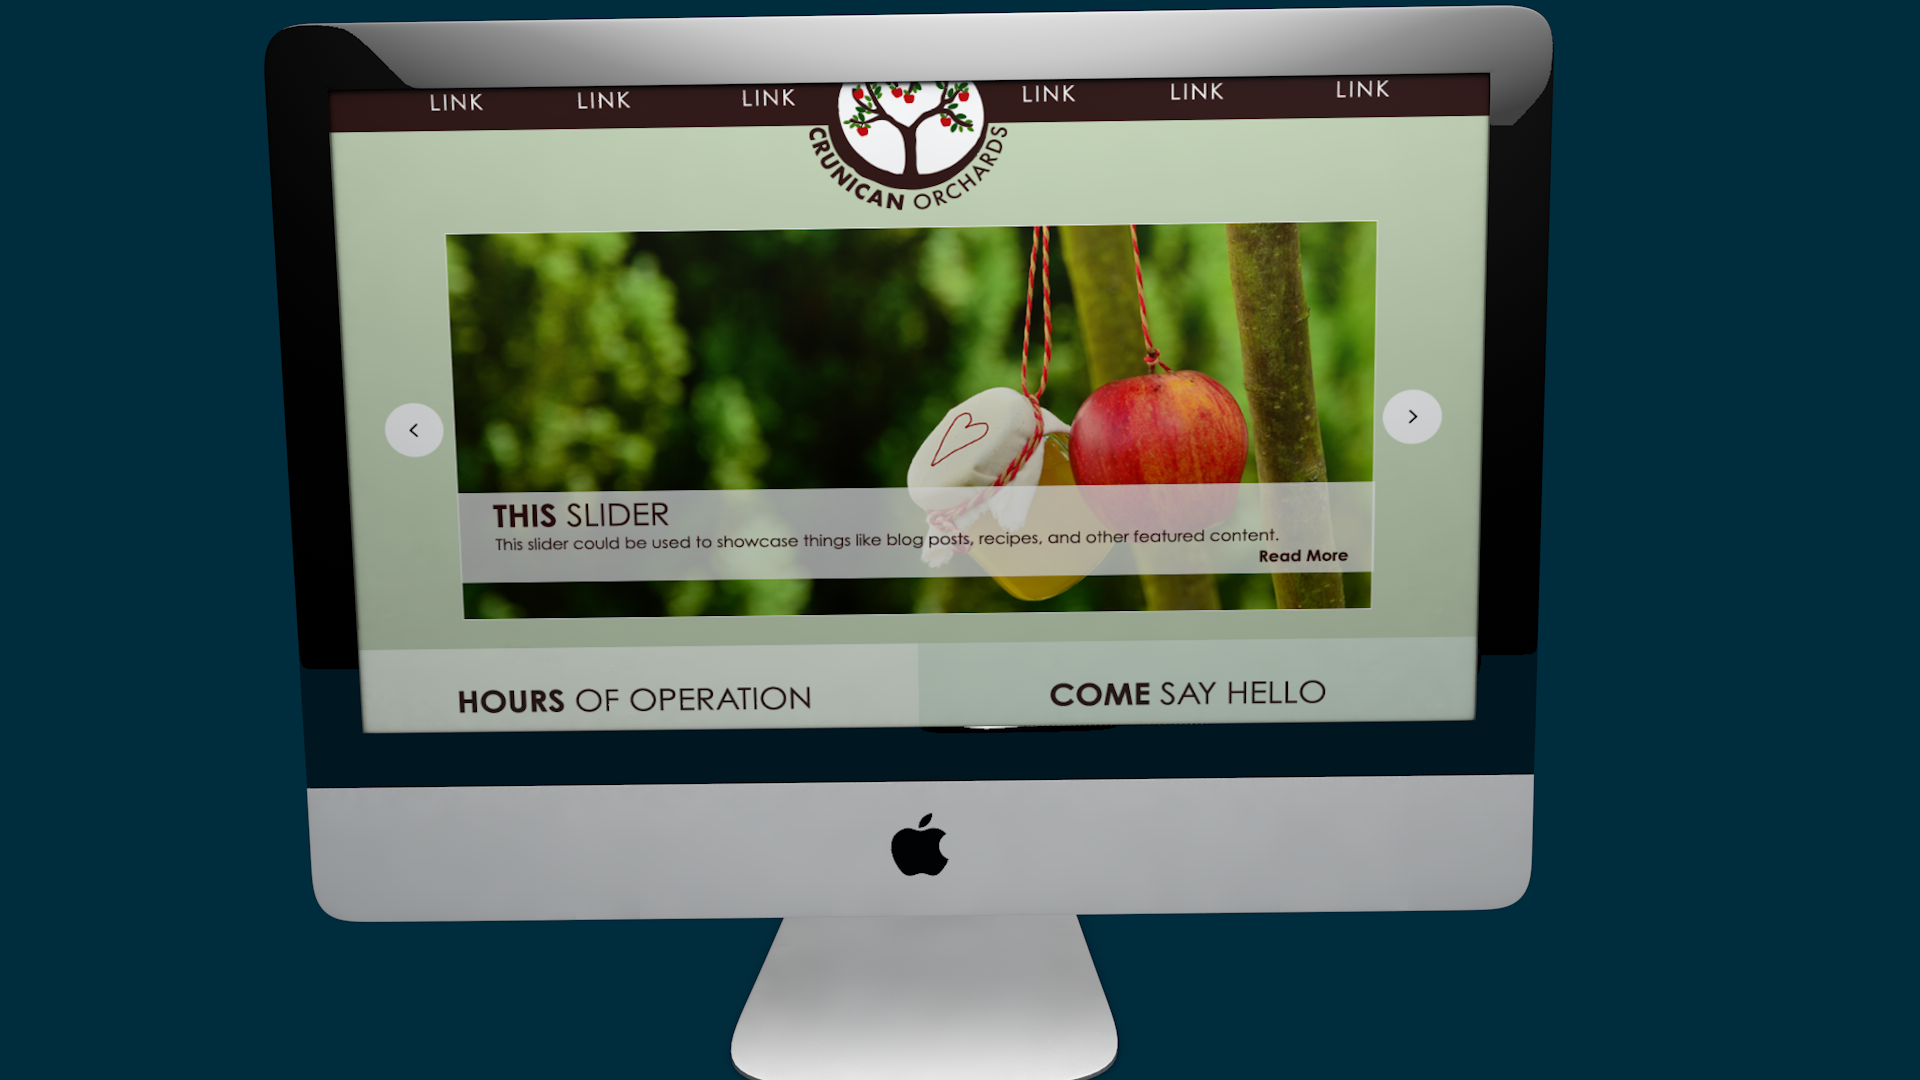 LINK LINK LINK LINK LINK LINK
CRUNICAN ORCHARDS
THIS SLIDER
This slider could be used to showcase things like blog posts, recipes, and other featured content.
Read More
HOURS OF OPERATION
COME SAY HELLO